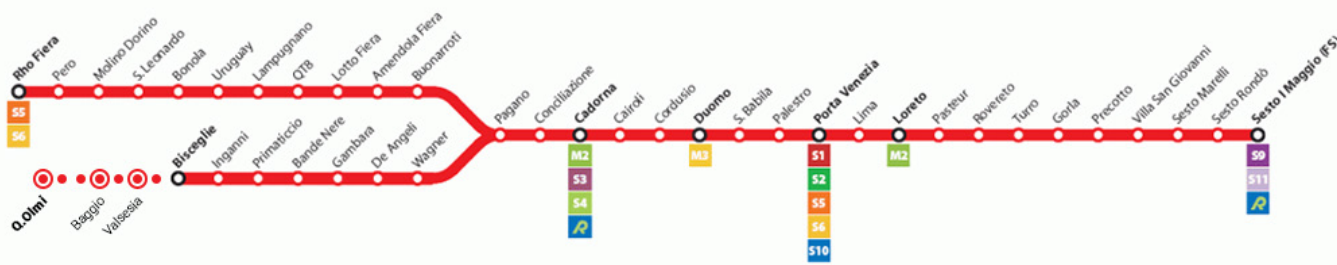 Rho Fiera
Pero
Molino Dorino
S. Leonardo
Bonola
Uruguay
Lampugnano
QT8
Lotto Fiera
Amendola Fiera
Buonarroti
S5
S6
Q.Olmi
Baggio
Valsesia
Bisceglie
Inganni
Primaticcio
Bande Nere
Gambara
De Angeli
Wagner
Pagano
Conciliazione
Cadorna
M2
S3
S4
R
Cairoli
Cordusio
Duomo
M3
S. Babila
Palestro
Porta Venezia
S1
S2
S5
S6
S10
Lima
Loreto
M2
Pasteur
Rovereto
Turro
Gorla
Precotto
Villa San Giovanni
Sesto Marelli
Sesto Rondò
Sesto I Maggio (FS)
S9
S11
R